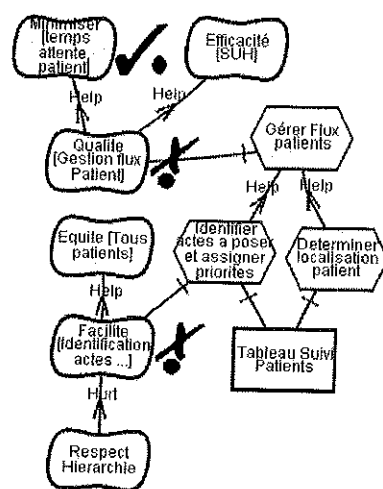 Minimiser
[temps
attente
patient]
Efficacité
[SUH]
Help
Help
Qualite
[Gestion flux
Patient]
Gérer Flux
patients
Help
Help
Equite [Tous
patients]
Identifier
actes a poser
et assigner
priorites
Determiner
localisation
patient
Help
Facilite
[Identification
actes ...]
Tableau Suivi
Patients
Hurt
Respect
Hierarchie